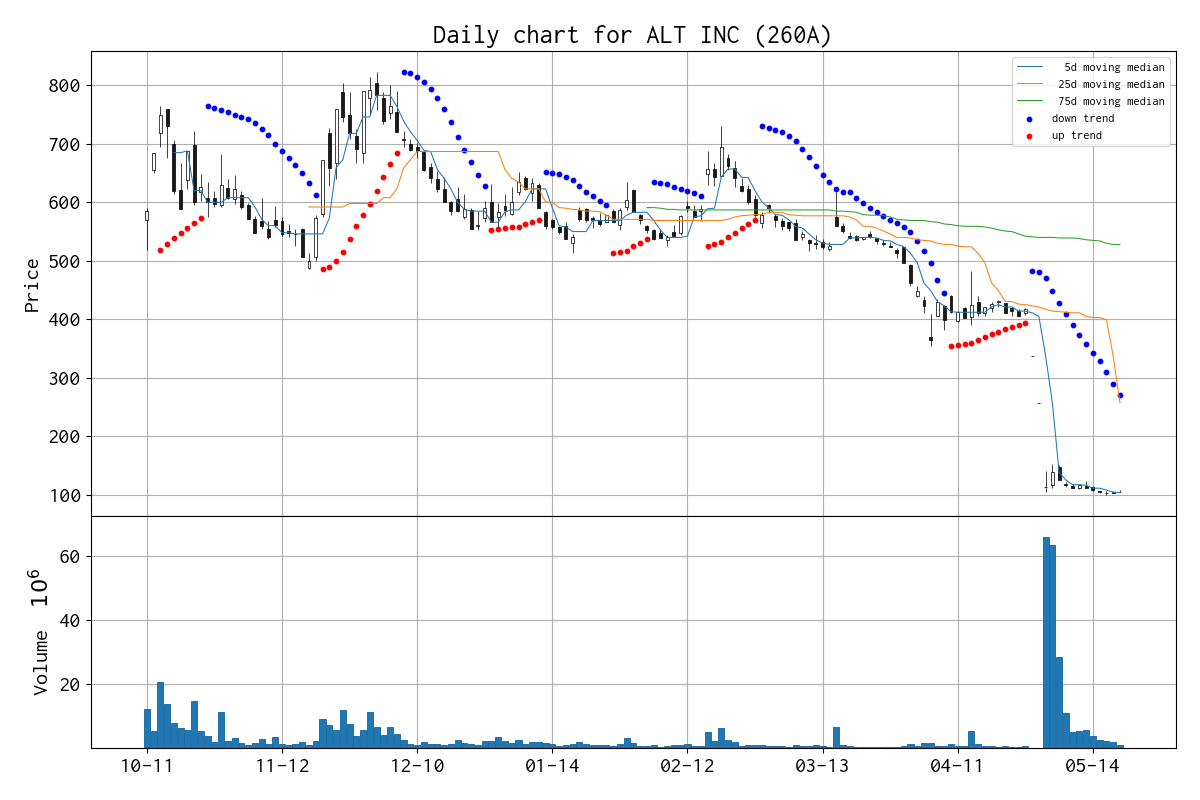 Daily chart for ALT INC (260A)
5d moving median
25d moving median
75d moving median
down trend
up trend
Price
800
700
600
500
400
300
200
100
Volume 10⁶
60
40
20
10-11 11-12 12-10 01-14 02-12 03-13 04-11 05-14